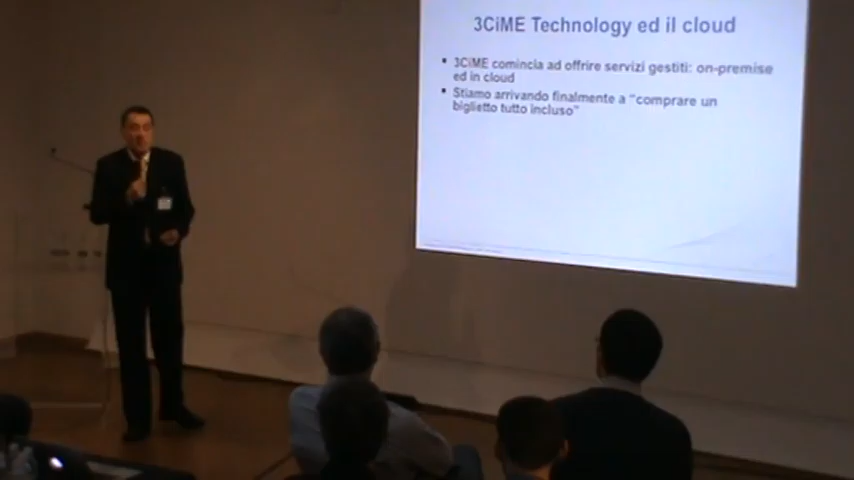 3CiME Technology ed il cloud
▪ 3CiME comincia ad offrire servizi gestiti: on-premise
ed in cloud
▪ Stiamo arrivando finalmente a "comprare un
biglietto tutto incluso"